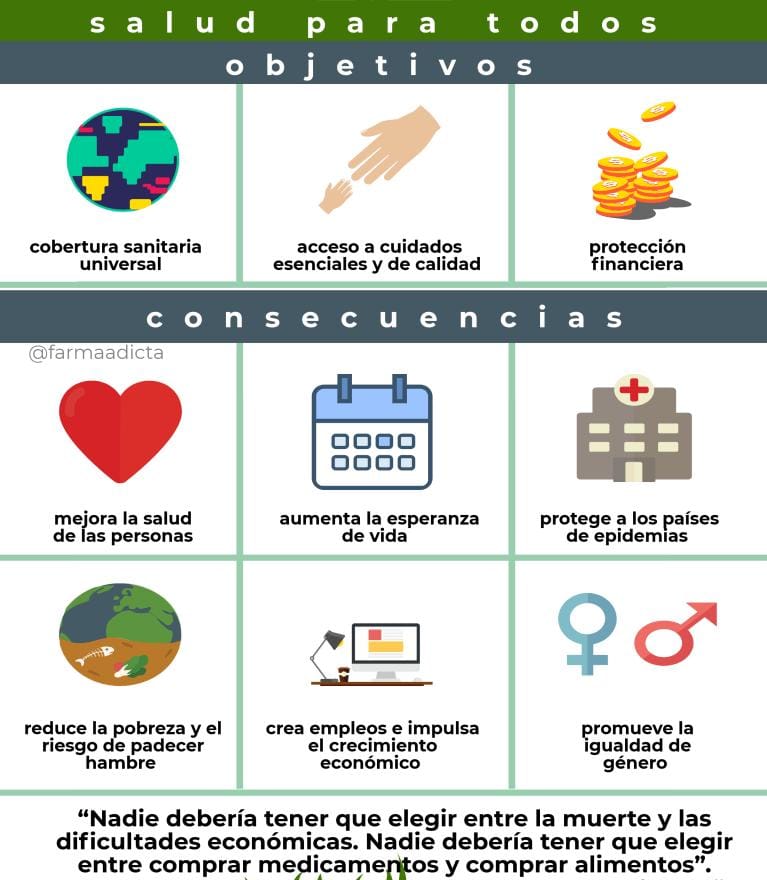 salud para todos
objetivos
cobertura sanitaria
universal
acceso a cuidados
esenciales y de calidad
protección
financiera
consecuencias
@farmaadicta
mejora la salud
de las personas
aumenta la esperanza
de vida
protege a los países
de epidemias
reduce la pobreza y el
riesgo de padecer
hambre
crea empleos e impulsa
el crecimiento
económico
promueve la
igualdad de
género
“Nadie debería tener que elegir entre la muerte y las
dificultades económicas. Nadie debería tener que elegir
entre comprar medicamentos y comprar alimentos”.